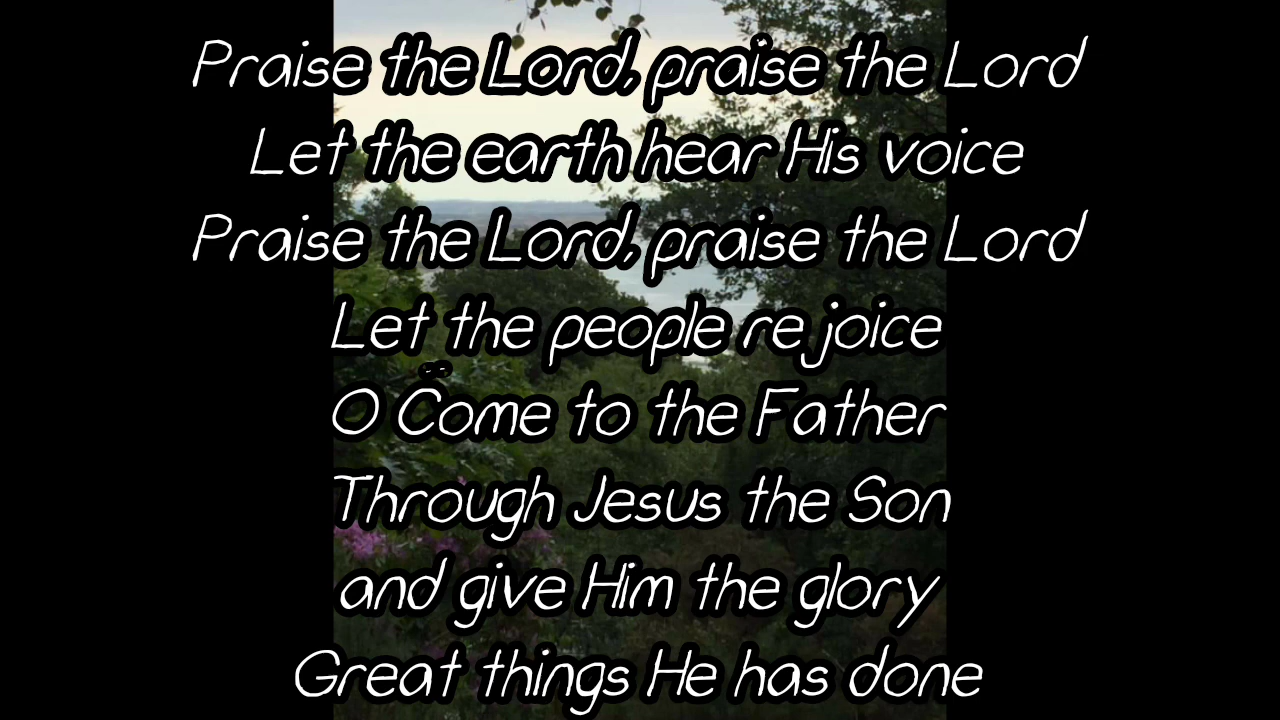 Praise the Lord, praise the Lord
Let the earth hear His voice
Praise the Lord, praise the Lord
Let the people rejoice
O Come to the Father
Through Jesus the Son
and give Him the glory
Great things He has done